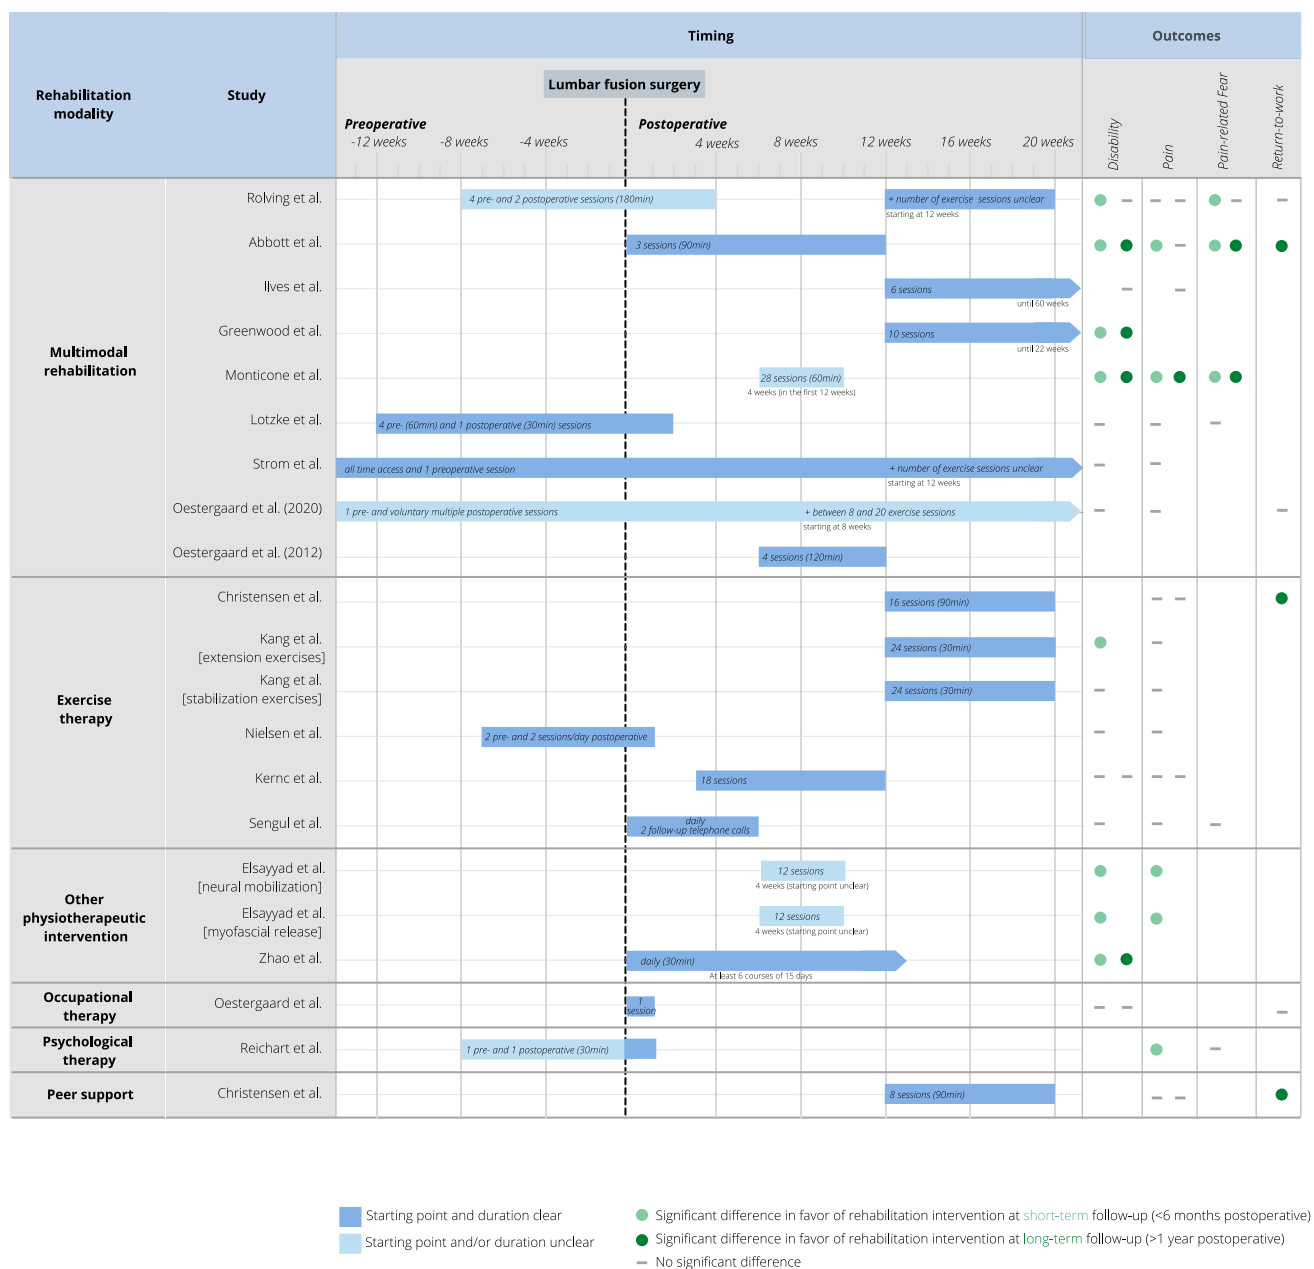 Timing
Outcomes
Rehabilitation
modality
Study
Lumbar fusion surgery
Preoperative
Postoperative
-12 weeks
-8 weeks
-4 weeks
4 weeks
8 weeks
12 weeks
16 weeks
20 weeks
Disability
Pain
Pain-related Fear
Return-to-work
Multimodal
rehabilitation
Rolving et al.
4 pre- and 2 postoperative sessions (180min)
+ number of exercise sessions unclear
starting at 12 weeks
Abbott et al.
3 sessions (90min)
Ilves et al.
6 sessions
until 60 weeks
Greenwood et al.
10 sessions
until 22 weeks
Monticone et al.
28 sessions (60min)
4 weeks (in the first 12 weeks)
Lotzke et al.
4 pre- (60min) and 1 postoperative (30min) sessions
Strom et al.
all time access and 1 preoperative session
+ number of exercise sessions unclear
starting at 12 weeks
Oestergaard et al. (2020)
1 pre- and voluntary multiple postoperative sessions
+ between 8 and 20 exercise sessions
starting at 8 weeks
Oestergaard et al. (2012)
4 sessions (120min)
Exercise
therapy
Christensen et al.
16 sessions (90min)
Kang et al.
[extension exercises]
24 sessions (30min)
Kang et al.
[stabilization exercises]
24 sessions (30min)
Nielsen et al.
2 pre- and 2 sessions/day postoperative
Kernc et al.
18 sessions
Sengul et al.
daily
2 follow-up telephone calls
Other
physiotherapeutic
intervention
Elsayyad et al.
[neural mobilization]
12 sessions
4 weeks (starting point unclear)
Elsayyad et al.
[myofascial release]
12 sessions
4 weeks (starting point unclear)
Zhao et al.
daily (30min)
At least 6 courses of 15 days
Occupational
therapy
Oestergaard et al.
1
session
Psychological
therapy
Reichart et al.
1 pre- and 1 postoperative (30min)
Peer support
Christensen et al.
8 sessions (90min)
Starting point and duration clear
Starting point and/or duration unclear
Significant difference in favor of rehabilitation intervention at short-term follow-up (<6 months postoperative)
Significant difference in favor of rehabilitation intervention at long-term follow-up (>1 year postoperative)
No significant difference